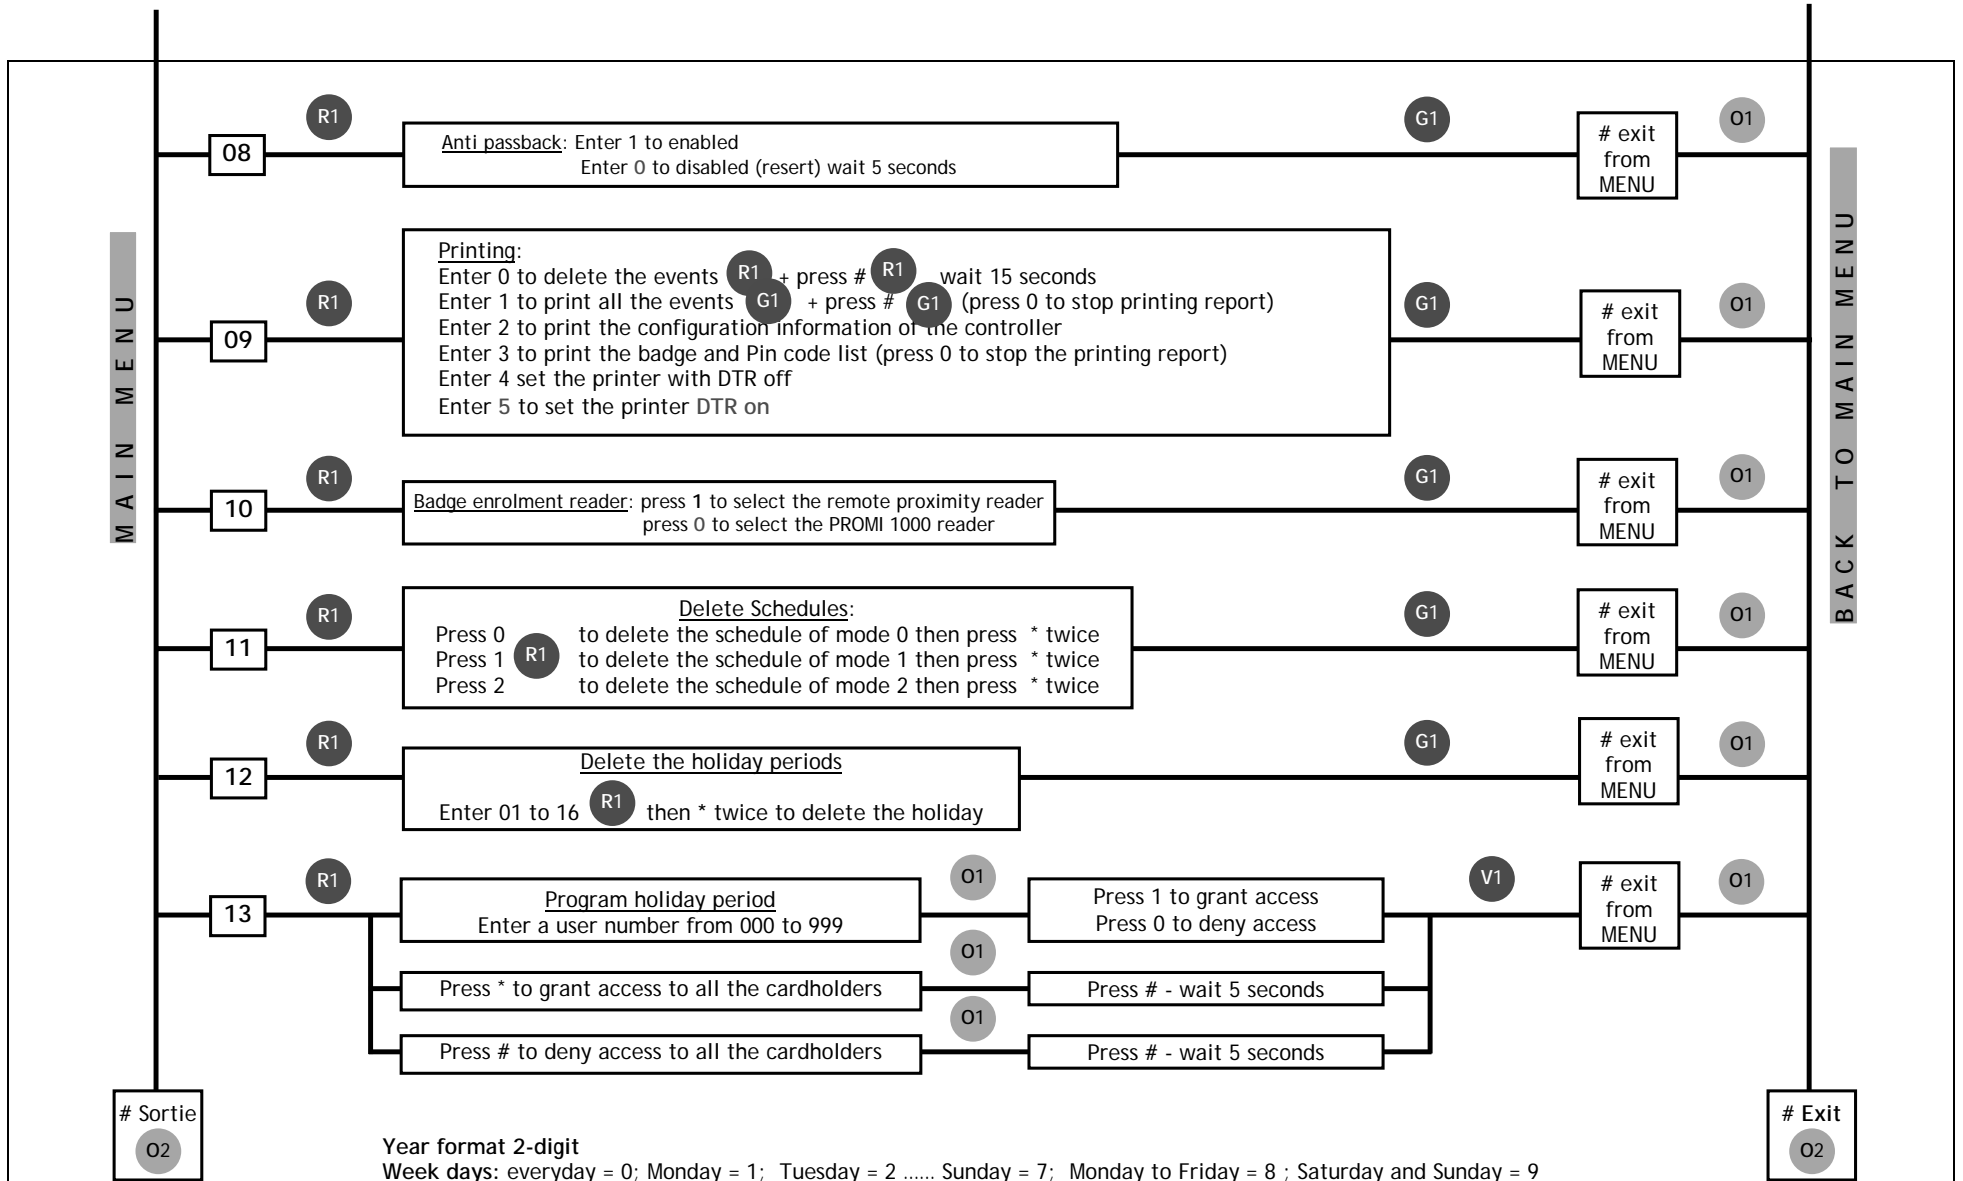 MAIN MENU
BACK TO MAIN MENU
08
R1
Anti passback: Enter 1 to enabled
Enter 0 to disabled (resert) wait 5 seconds
G1
# exit
from
MENU
O1
09
R1
Printing:
Enter 0 to delete the events R1 + press # R1 wait 15 seconds
Enter 1 to print all the events G1 + press # G1 (press 0 to stop printing report)
Enter 2 to print the configuration information of the controller
Enter 3 to print the badge and Pin code list (press 0 to stop the printing report)
Enter 4 set the printer with DTR off
Enter 5 to set the printer DTR on
G1
# exit
from
MENU
O1
10
R1
Badge enrolment reader: press 1 to select the remote proximity reader
press 0 to select the PROMI 1000 reader
G1
# exit
from
MENU
O1
11
R1
Delete Schedules:
Press 0 to delete the schedule of mode 0 then press * twice
Press 1 R1 to delete the schedule of mode 1 then press * twice
Press 2 to delete the schedule of mode 2 then press * twice
G1
# exit
from
MENU
O1
12
R1
Delete the holiday periods
Enter 01 to 16 R1 then * twice to delete the holiday
G1
# exit
from
MENU
O1
13
R1
Program holiday period
Enter a user number from 000 to 999
O1
Press 1 to grant access
Press 0 to deny access
V1
# exit
from
MENU
O1
Press * to grant access to all the cardholders
O1
Press # - wait 5 seconds
Press # to deny access to all the cardholders
O1
Press # - wait 5 seconds
# Sortie
O2
# Exit
O2
Year format 2-digit
Week days: everyday = 0; Monday = 1; Tuesday = 2 ...... Sunday = 7; Monday to Friday = 8 ; Saturday and Sunday = 9